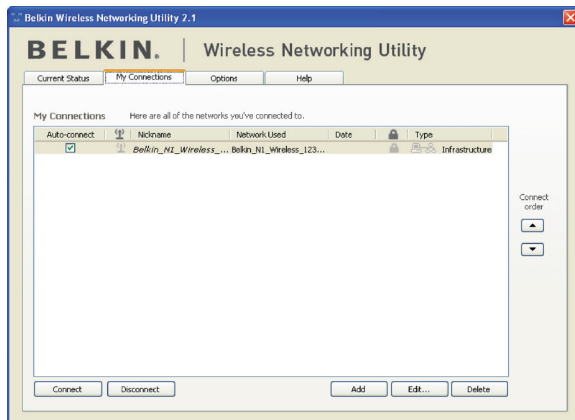 Belkin Wireless Networking Utility 2.1
BELKIN. | Wireless Networking Utility
Current Status My Connections Options Help
My Connections Here are all of the networks you've connected to.
Auto-connect Nickname Network Used Date Type
Belkin_N1_Wireless_... Belkin_N1_Wireless_123... Infrastructure
Connect
order
Connect Disconnect Add Edit... Delete